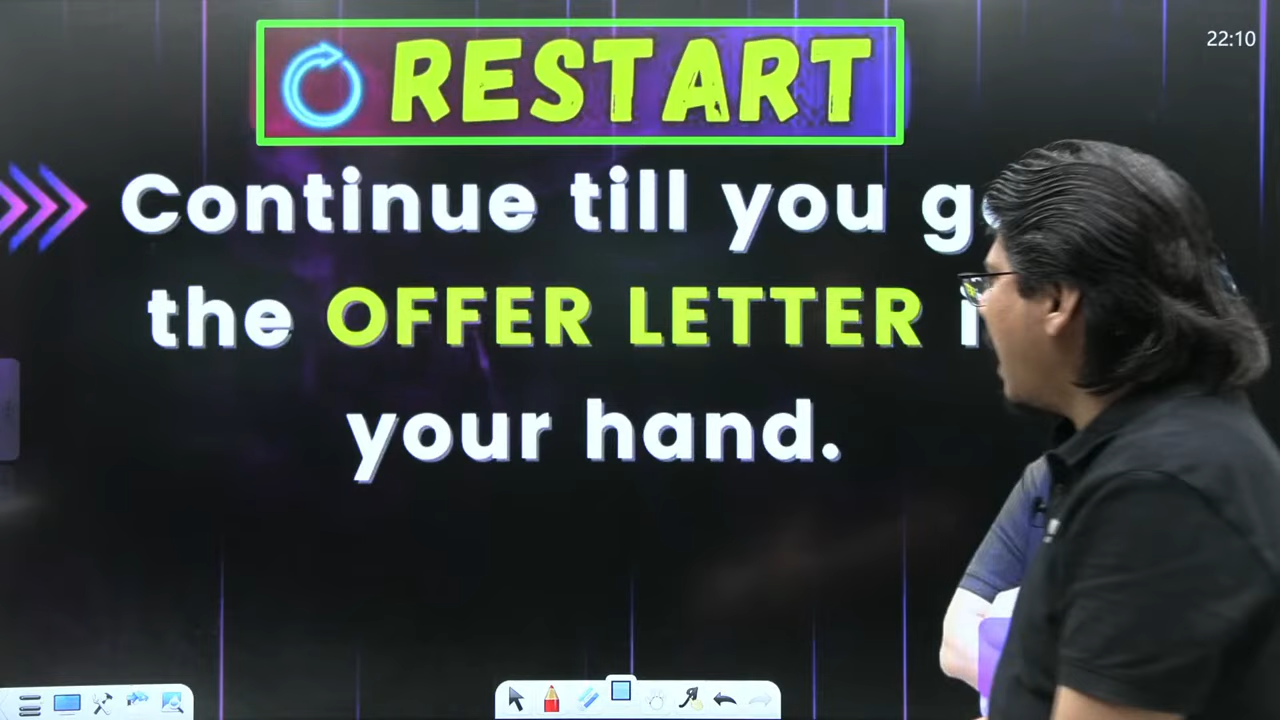 RESTART
22:10
Continue till you g
the OFFER LETTER i
your hand.